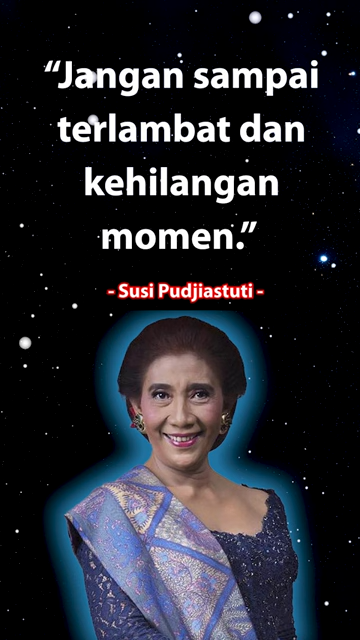 “Jangan sampai
terlambat dan
kehilangan
momen.”
- Susi Pudjiastuti -